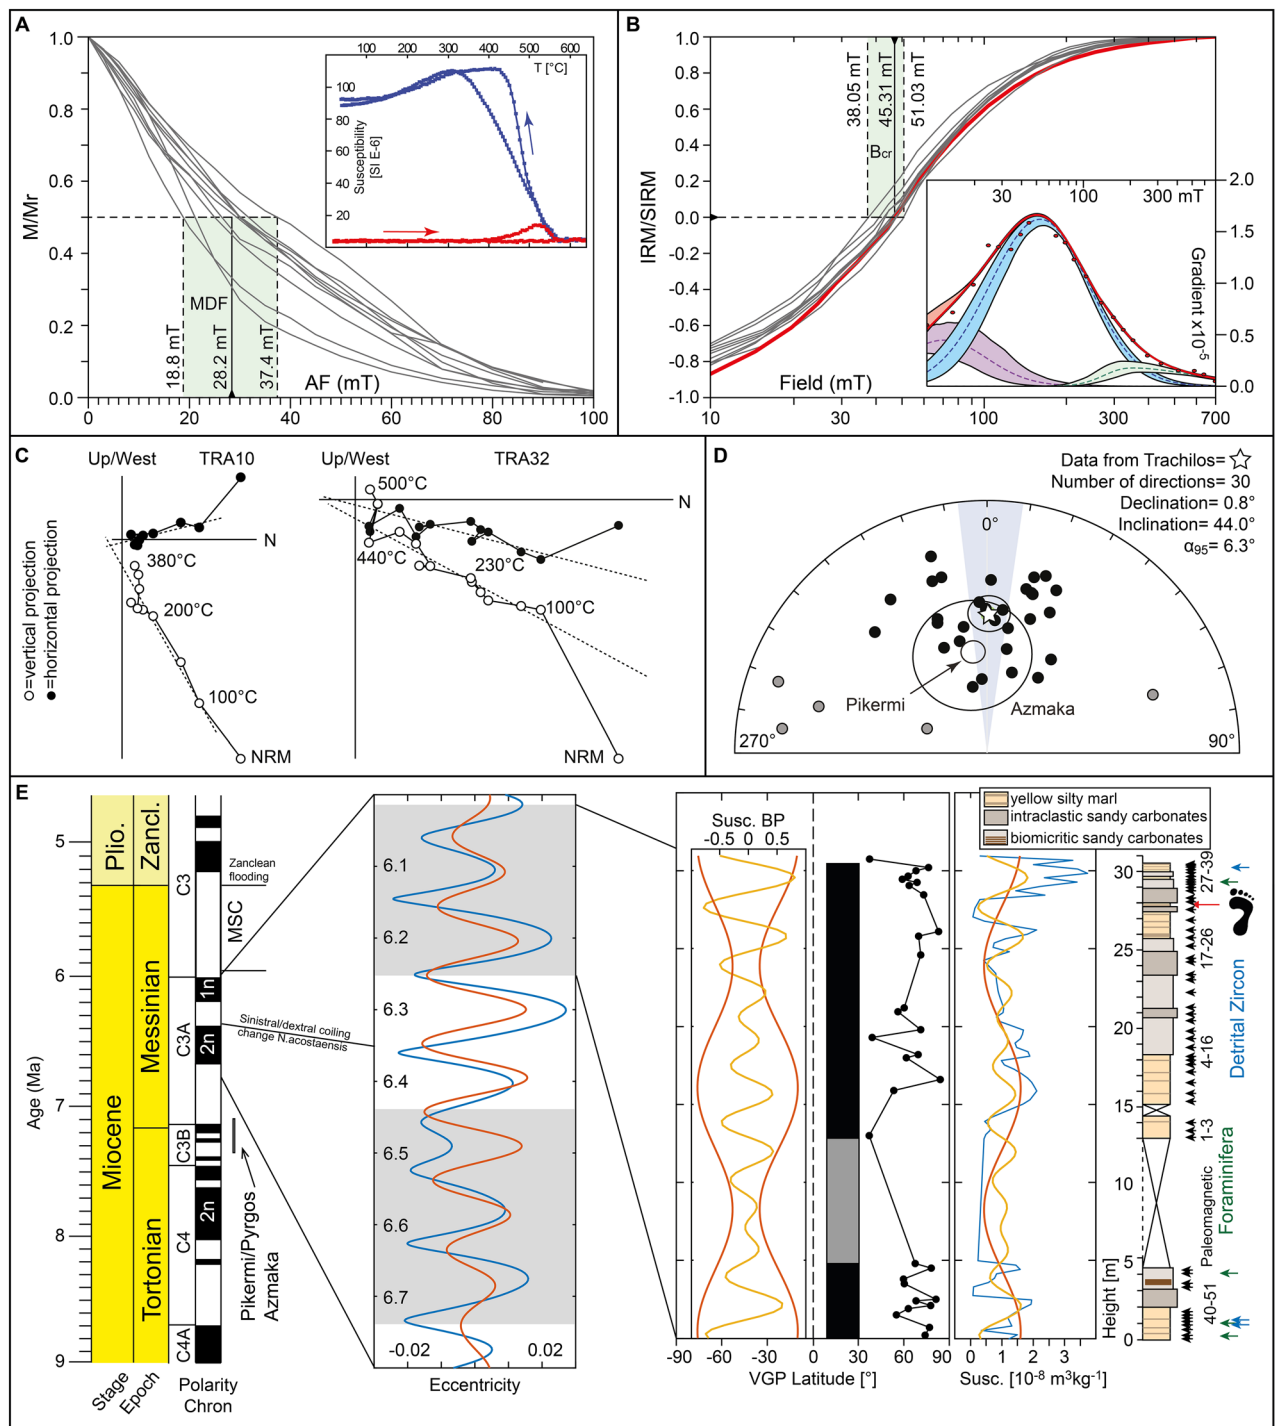 A
1.0
0.8
0.6
0.4
0.2
0.0
M/Mr
0
20
40
60
80
100
AF (mT)
MDF
18.8 mT
28.2 mT
37.4 mT
100
200
300
400
500
600
T [°C]
100
80
60
40
20
Susceptibility
[SI E-6]
B
1.0
0.8
0.6
0.4
0.2
0.0
-0.2
-0.4
-0.6
-0.8
-1.0
IRM/SIRM
10
30
100
300
700
Field (mT)
38.05 mT
45.31 mT
51.03 mT
Bcr
30
100
300 mT
2.0
1.5
1.0
0.5
0.0
Gradient x10-5
C
Up/West
TRA10
N
380°C
200°C
100°C
NRM
○=vertical projection
●=horizontal projection
Up/West
TRA32
500°C
N
440°C
230°C
100°C
NRM
D
Data from Trachilos=☆
Number of directions= 30
Declination= 0.8°
Inclination= 44.0°
α95= 6.3°
0°
Pikermi
Azmaka
270°
90°
E
Age (Ma)
5
6
7
8
9
Plio.
Zancl.
Miocene
Messinian
Tortonian
C3
C3A
C3B
C4
C4A
1n
2n
2n
Stage
Epoch
Polarity
Chron
Zanclean
flooding
MSC
Sinistral/dextral coiling
change N.acostaensis
Pikermi/Pyrgos
Azmaka
6.1
6.2
6.3
6.4
6.5
6.6
6.7
-0.02
0.02
Eccentricity
Susc. BP
-0.5
0
0.5
-90
-60
-30
0
30
60
90
VGP Latitude [°]
0
1
2
3
Susc. [10-8 m3kg-1]
yellow silty marl
intraclastic sandy carbonates
biomicritic sandy carbonates
30
25
20
15
10
5
0
Height [m]
27-39
17-26
4-16
1-3
40-51
Paleomagnetic
Detrital Zircon
Foraminifera